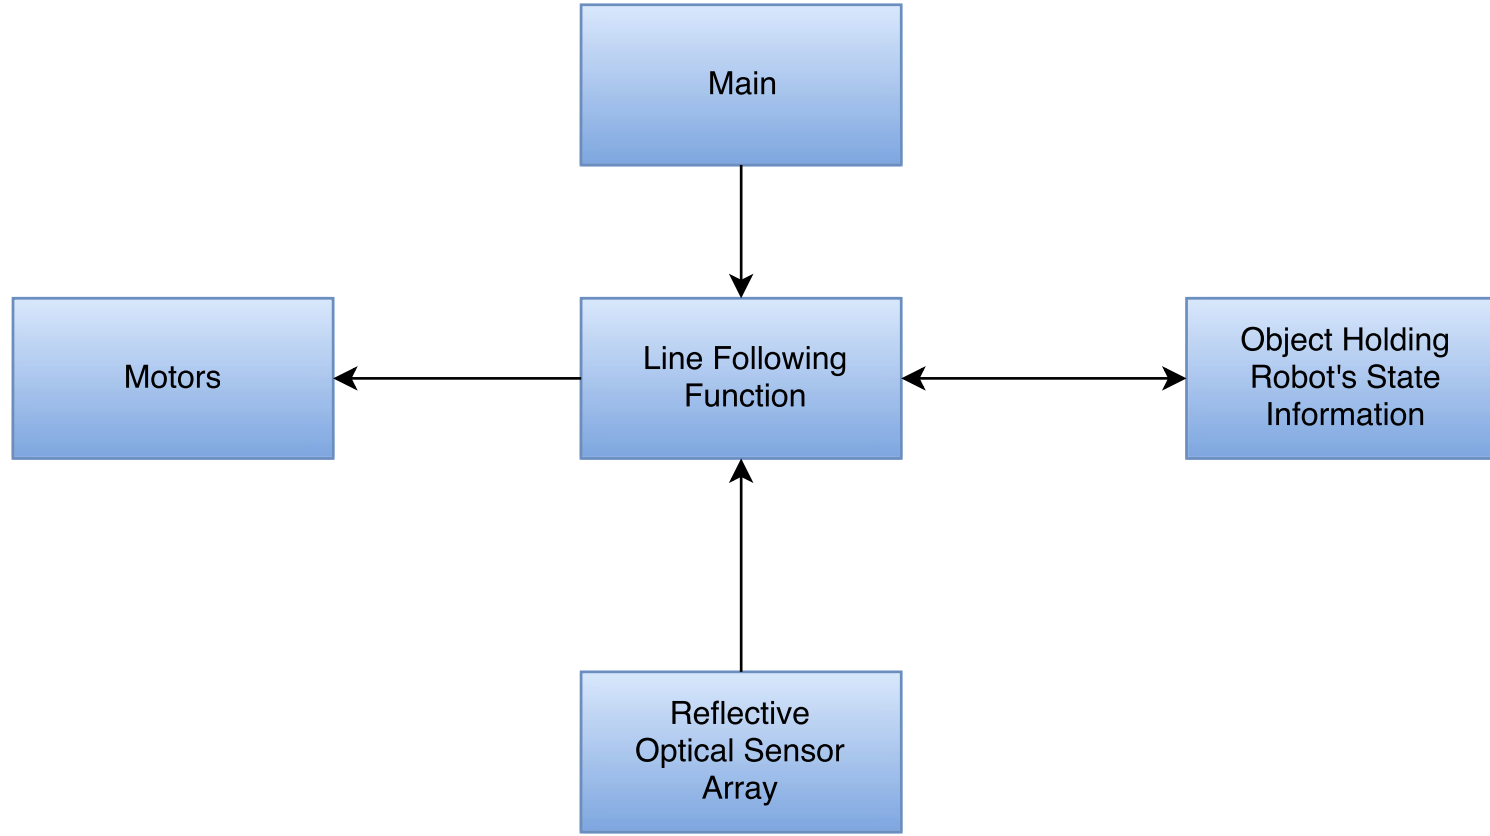 Main
Motors
Line Following
Function
Object Holding
Robot's State
Information
Reflective
Optical Sensor
Array